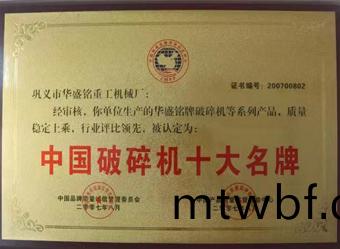 证书编号：200700802
巩义市华盛铭重工机械厂：
经审核，你单位生产的华盛铭牌破碎机等系列产品，质量
稳定上乘，行业评比领先，被认定为：
中国破碎机十大名牌
二〇〇七年八月
mtwbf.com